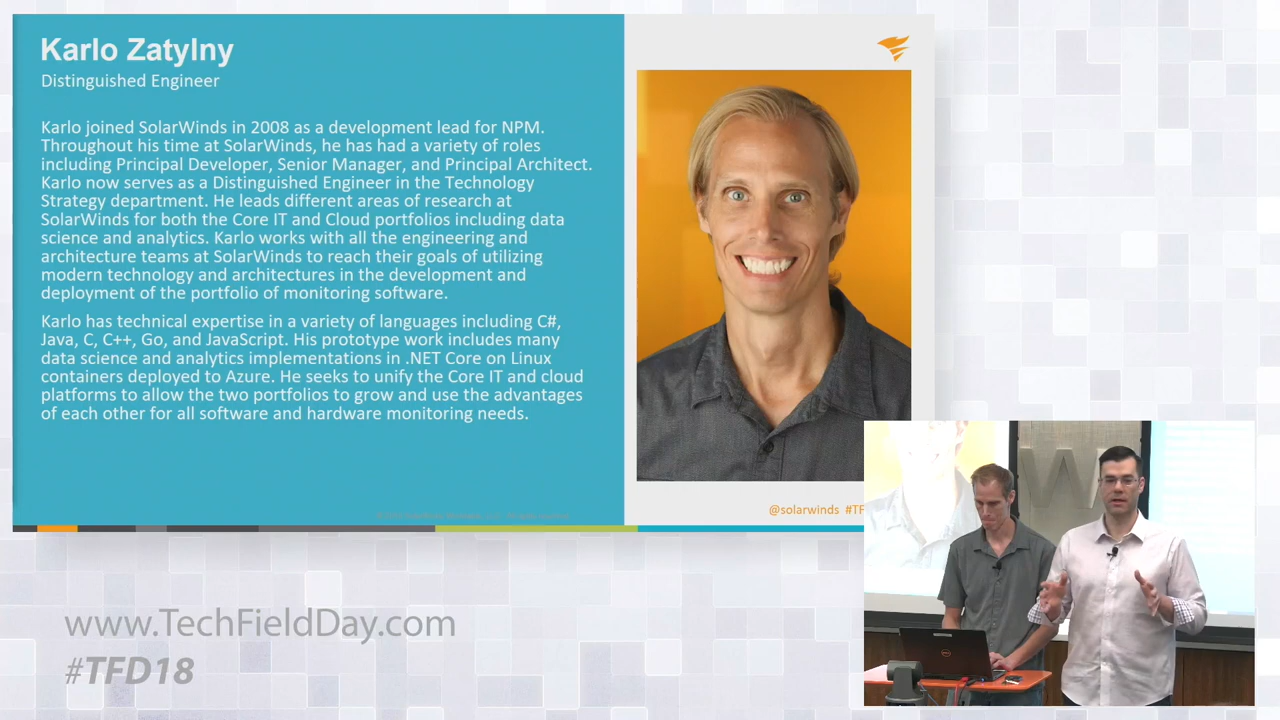 Karlo Zatylny
Distinguished Engineer
Karlo joined SolarWinds in 2008 as a development lead for NPM.
Throughout his time at SolarWinds, he has had a variety of roles
including Principal Developer, Senior Manager, and Principal Architect.
Karlo now serves as a Distinguished Engineer in the Technology
Strategy department. He leads different areas of research at
SolarWinds for both the Core IT and Cloud portfolios including data
science and analytics. Karlo works with all the engineering and
architecture teams at SolarWinds to reach their goals of utilizing
modern technology and architectures in the development and
deployment of the portfolio of monitoring software.
Karlo has technical expertise in a variety of languages including C#,
Java, C, C++, Go, and JavaScript. His prototype work includes many
data science and analytics implementations in .NET Core on Linux
containers deployed to Azure. He seeks to unify the Core IT and cloud
platforms to allow the two portfolios to grow and use the advantages
of each other for all software and hardware monitoring needs.
@solarwinds #TF
W
www.TechFieldDay.com
#TFD18